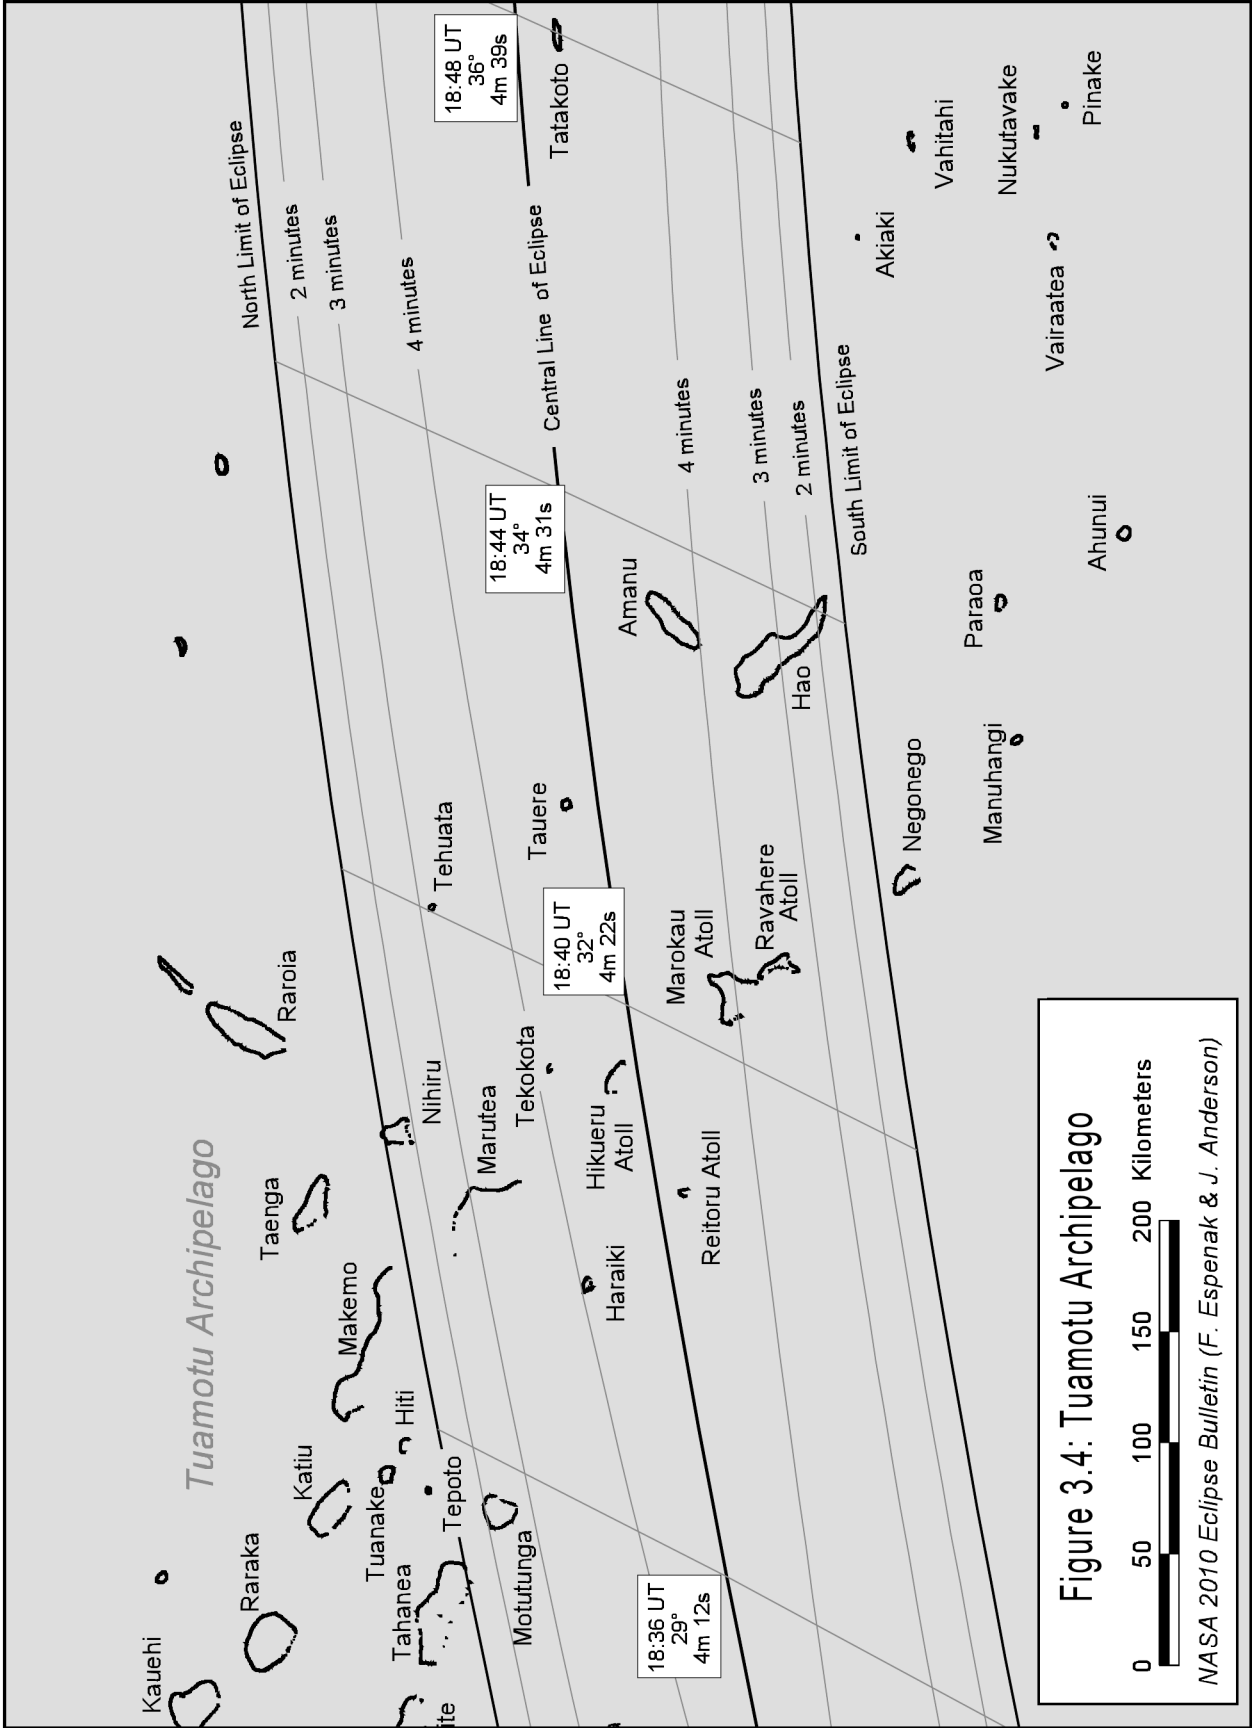 Tuamotu Archipelago
North Limit of Eclipse
2 minutes
3 minutes
4 minutes
Central Line of Eclipse
4 minutes
3 minutes
2 minutes
South Limit of Eclipse
18:36 UT
29°
4m 12s
18:40 UT
32°
4m 22s
18:44 UT
34°
4m 31s
18:48 UT
36°
4m 39s
Kauehi
Raraka
Katiu
Makemo
Taenga
Raroia
Tahanea
Tuanake
Hiti
Tepoto
Motutunga
ite
Nihiru
Marutea
Tekokota
Tehuata
Tauere
Haraiki
Hikueru
Atoll
Reitoru Atoll
Marokau
Atoll
Ravahere
Atoll
Amanu
Hao
Tatakoto
Negonego
Manuhangi
Paraoa
Ahunui
Akiaki
Vahitahi
Vairaatea
Nukutavake
Pinake
Figure 3.4: Tuamotu Archipelago
0 50 100 150 200 Kilometers
NASA 2010 Eclipse Bulletin (F. Espenak & J. Anderson)